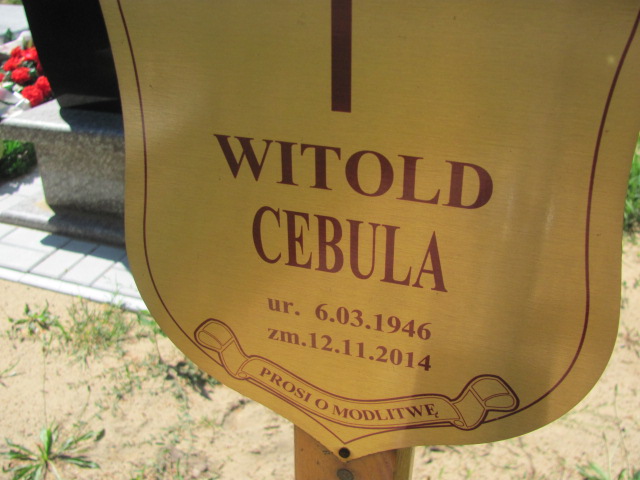 WITOLD
CEBULA
ur. 6.03.1946
zm.12.11.2014
PROSI O MODLITWĘ